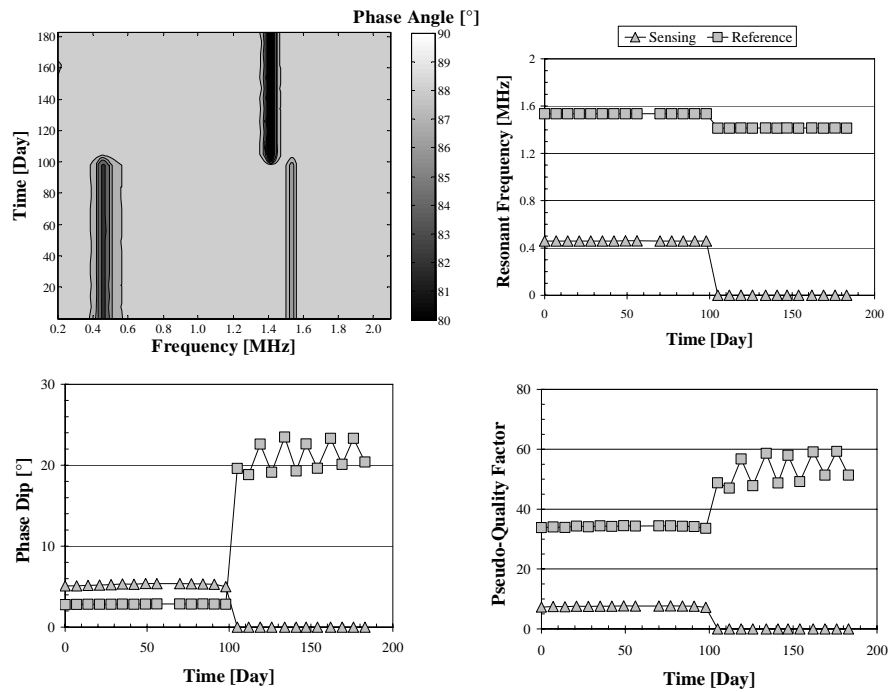 Phase Angle [°]
180
160
140
120
100
80
60
40
20
Time [Day]
0.2 0.4 0.6 0.8 1.0 1.2 1.4 1.6 1.8 2.0
Frequency [MHz]
90
89
88
87
86
85
84
83
82
81
80
Sensing Reference
2
1.6
1.2
0.8
0.4
0
Resonant Frequency [MHz]
0 50 100 150 200
Time [Day]
30
20
10
0
Phase Dip [°]
0 50 100 150 200
Time [Day]
80
60
40
20
0
Pseudo-Quality Factor
0 50 100 150 200
Time [Day]